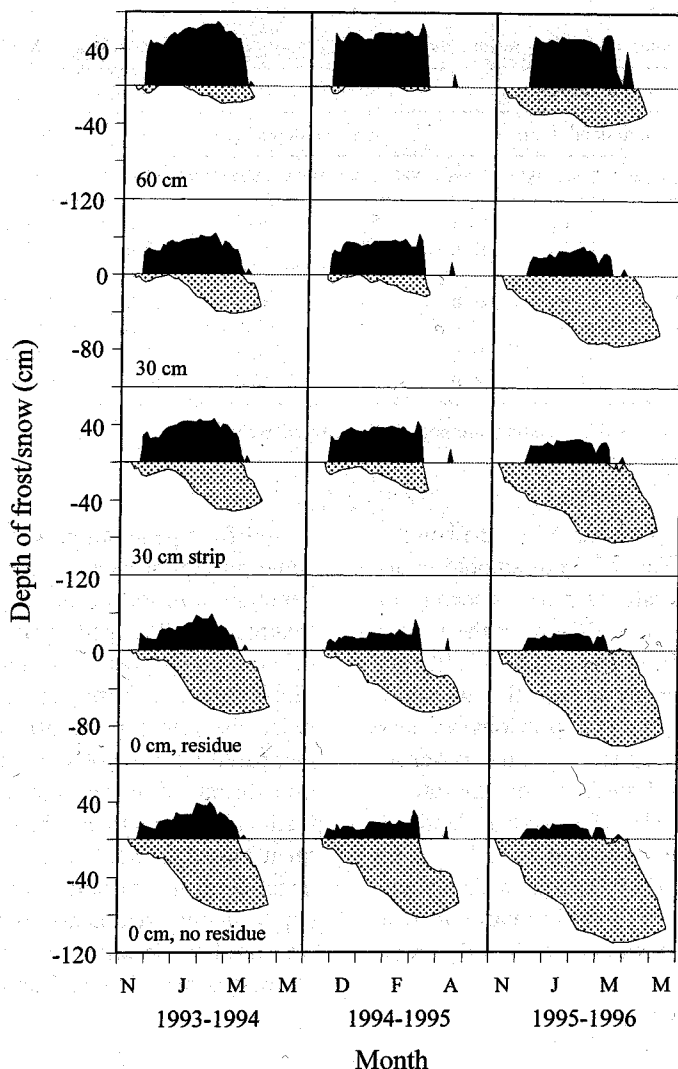 40
-40
60 cm
-120
0
30 cm
-80
40
-40
30 cm strip
-120
0
0 cm, residue
-80
40
-40
0 cm, no residue
-120
Depth of frost/snow (cm)
N J M M D F A N J M M
1993-1994 1994-1995 1995-1996
Month